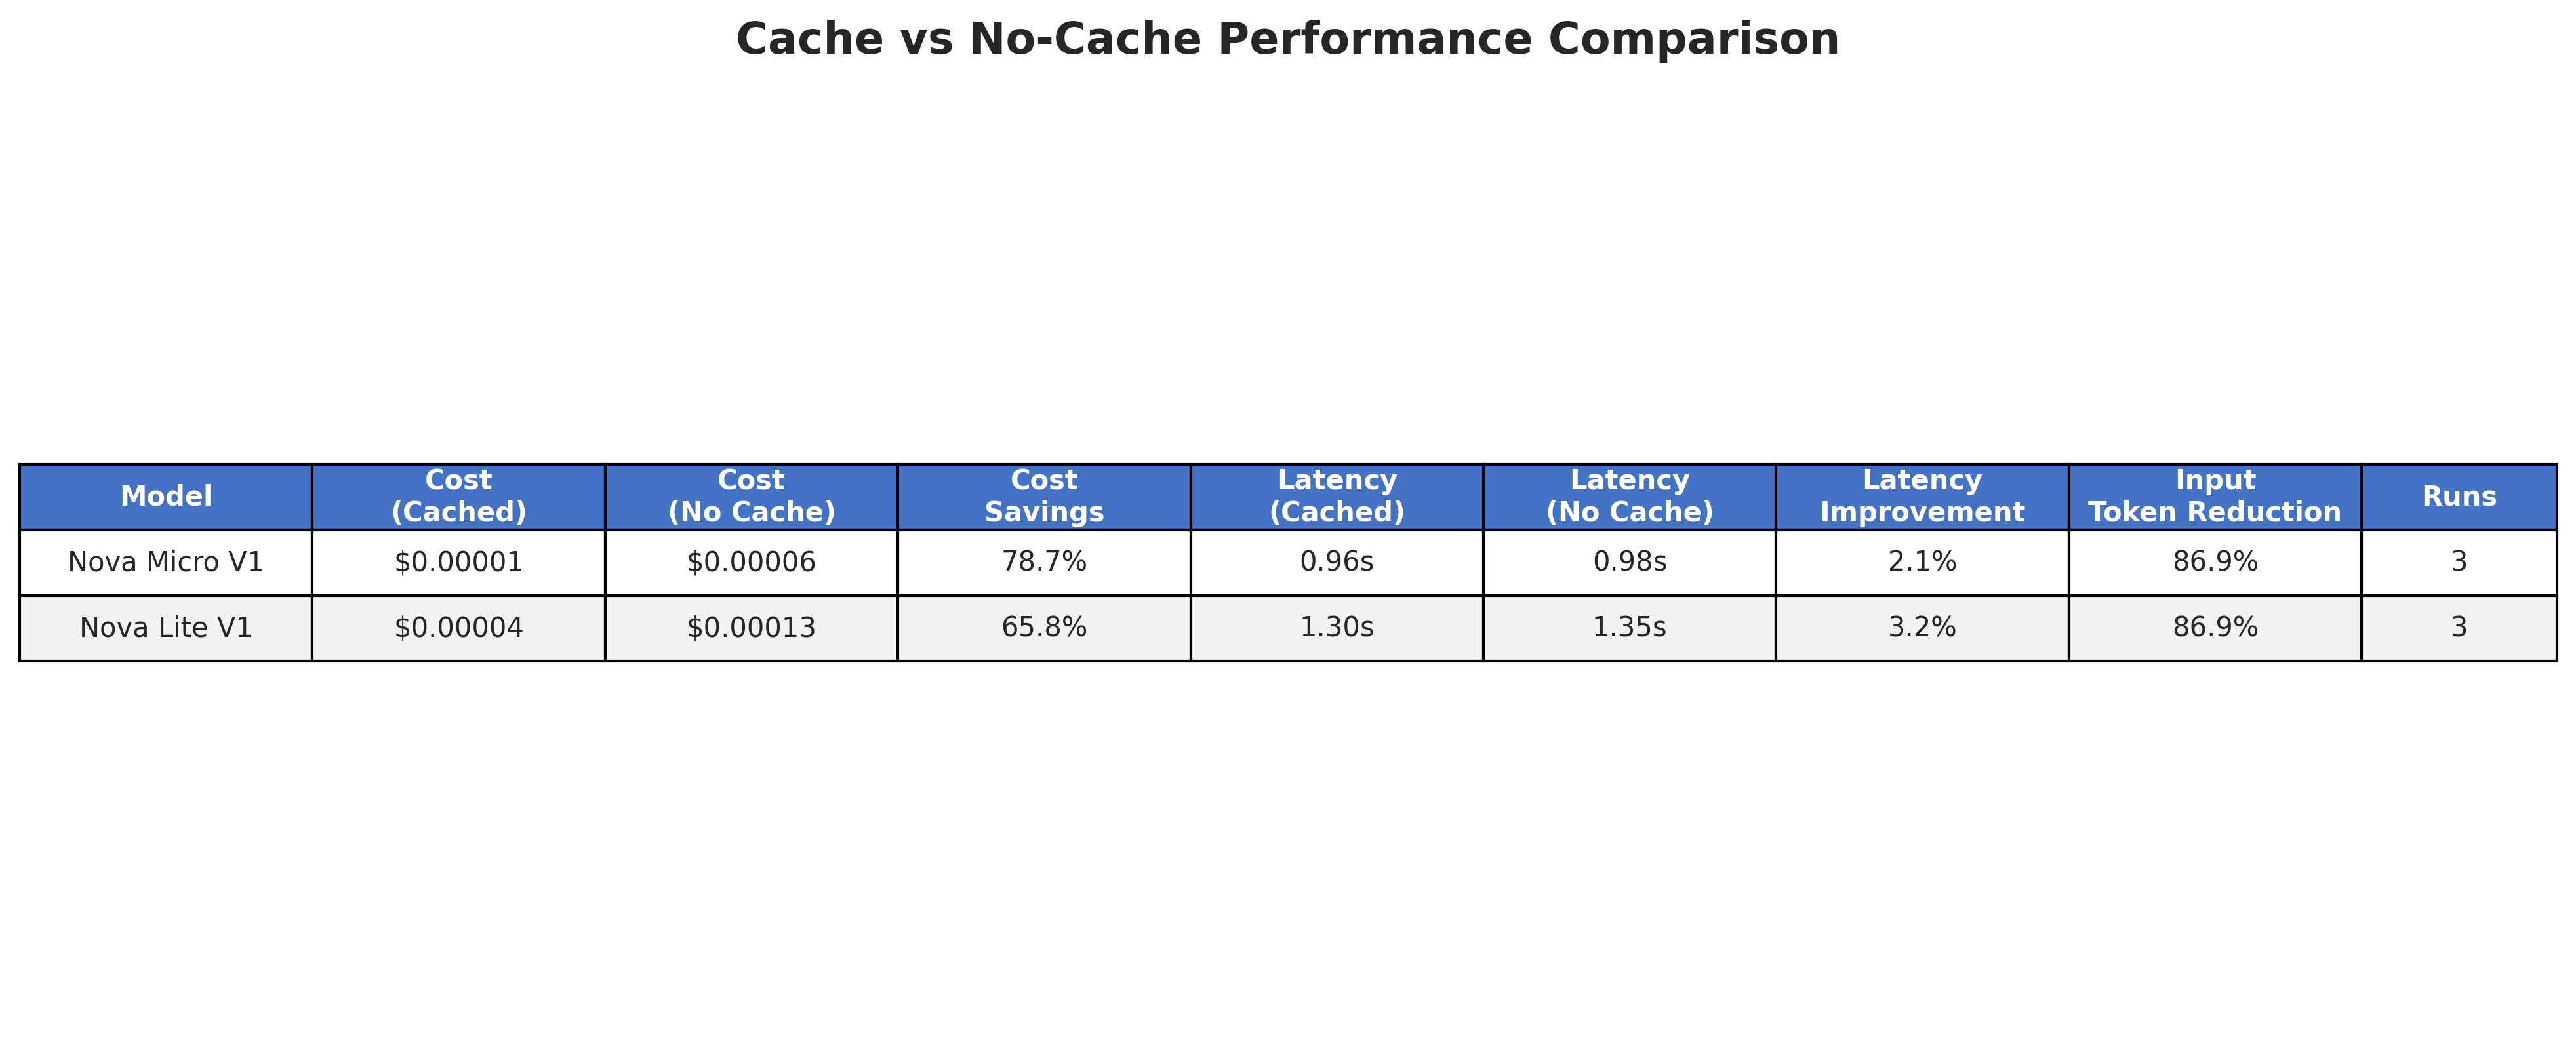 Cache vs No-Cache Performance Comparison
Model Cost (Cached) Cost (No Cache) Cost Savings Latency (Cached) Latency (No Cache) Latency Improvement Input Token Reduction Runs
Nova Micro V1 $0.00001 $0.00006 78.7% 0.96s 0.98s 2.1% 86.9% 3
Nova Lite V1 $0.00004 $0.00013 65.8% 1.30s 1.35s 3.2% 86.9% 3